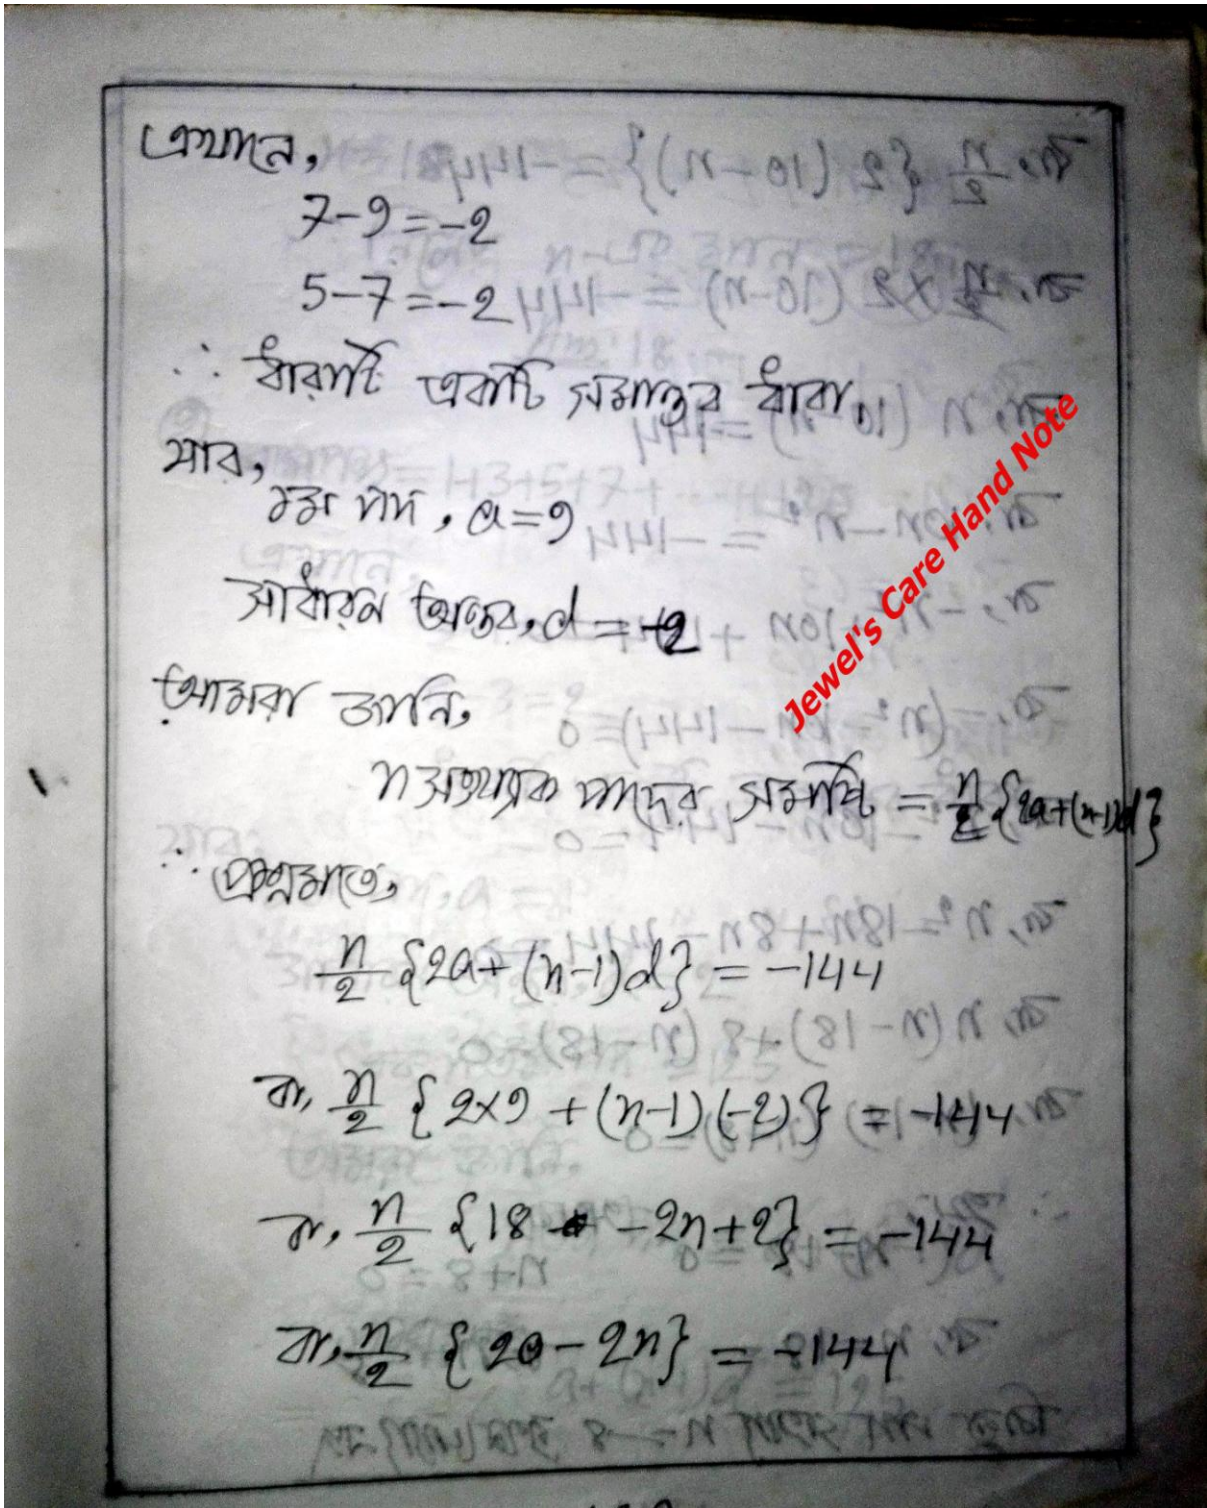 এখানে,
7-9=-2
5-7=-2
∴ ধারাটি একটি সমান্তর ধারা
যার,
১ম পদ, a=9
সাধারন অন্তর, d=-2
আমরা জানি,
n সংখ্যক পদের সমষ্টি = n/2 {2a+(n-1)d}
∴ প্রশ্নমতে,
n/2 {2a+(n-1)d} = -144
বা, n/2 {2×9 +(n-1)(-2)} = -144
বা, n/2 {18 -2n+2} = -144
বা, n/2 {20-2n} = -144
Jewel's Care Hand Note